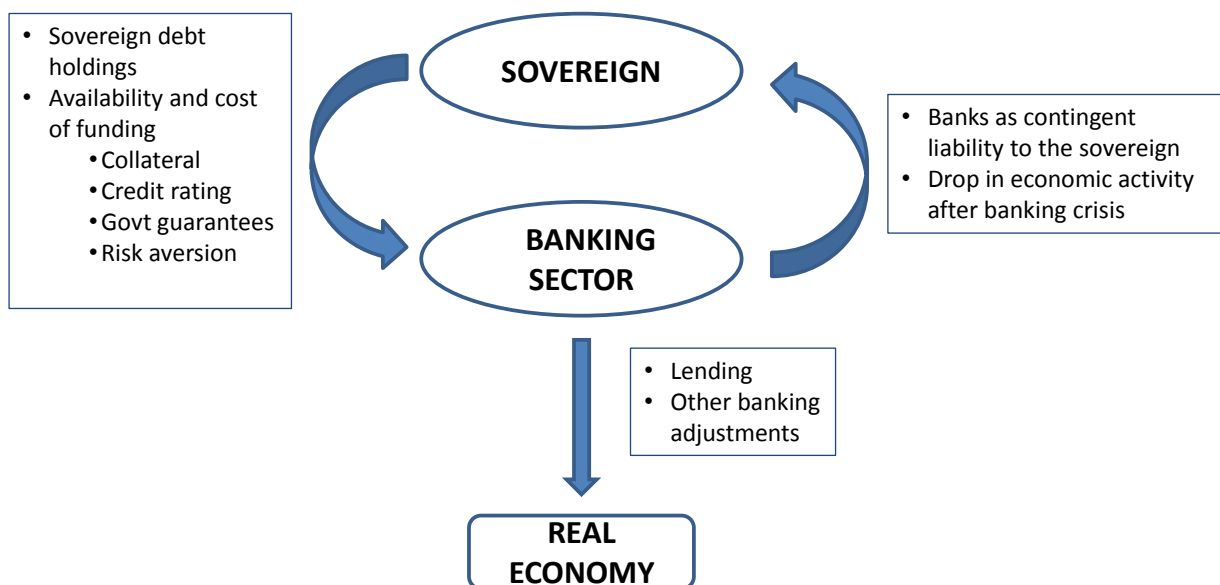 • Sovereign debt
holdings
• Availability and cost
of funding
• Collateral
• Credit rating
• Govt guarantees
• Risk aversion
SOVEREIGN
BANKING
SECTOR
• Banks as contingent
liability to the sovereign
• Drop in economic activity
after banking crisis
• Lending
• Other banking
adjustments
REAL
ECONOMY